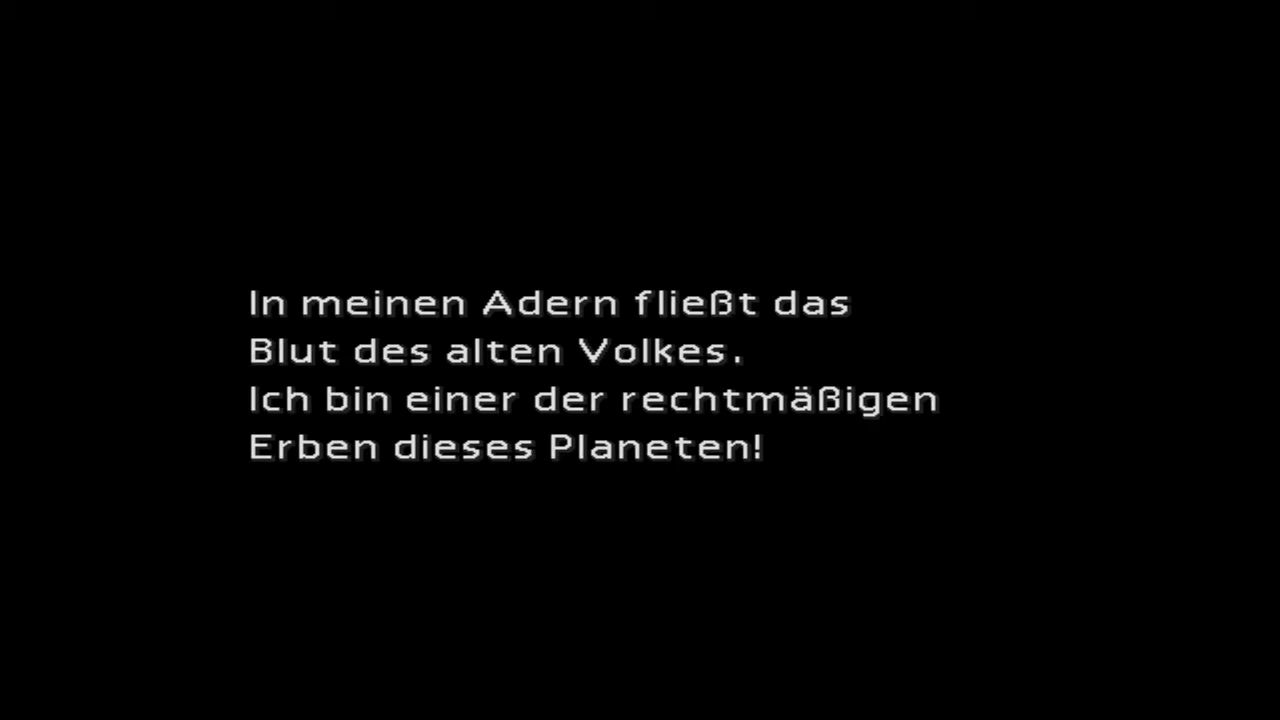 In meinen Adern fließt das
Blut des alten Volkes.
Ich bin einer der rechtmäßigen
Erben dieses Planeten!